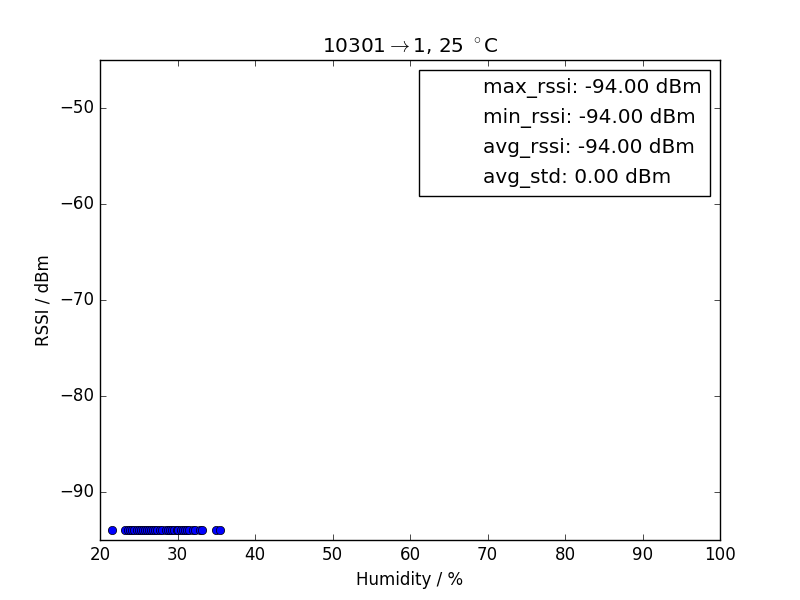 10301→1, 25 °C
max_rssi: -94.00 dBm
min_rssi: -94.00 dBm
avg_rssi: -94.00 dBm
avg_std: 0.00 dBm
RSSI / dBm
−50
−60
−70
−80
−90
20 30 40 50 60 70 80 90 100
Humidity / %